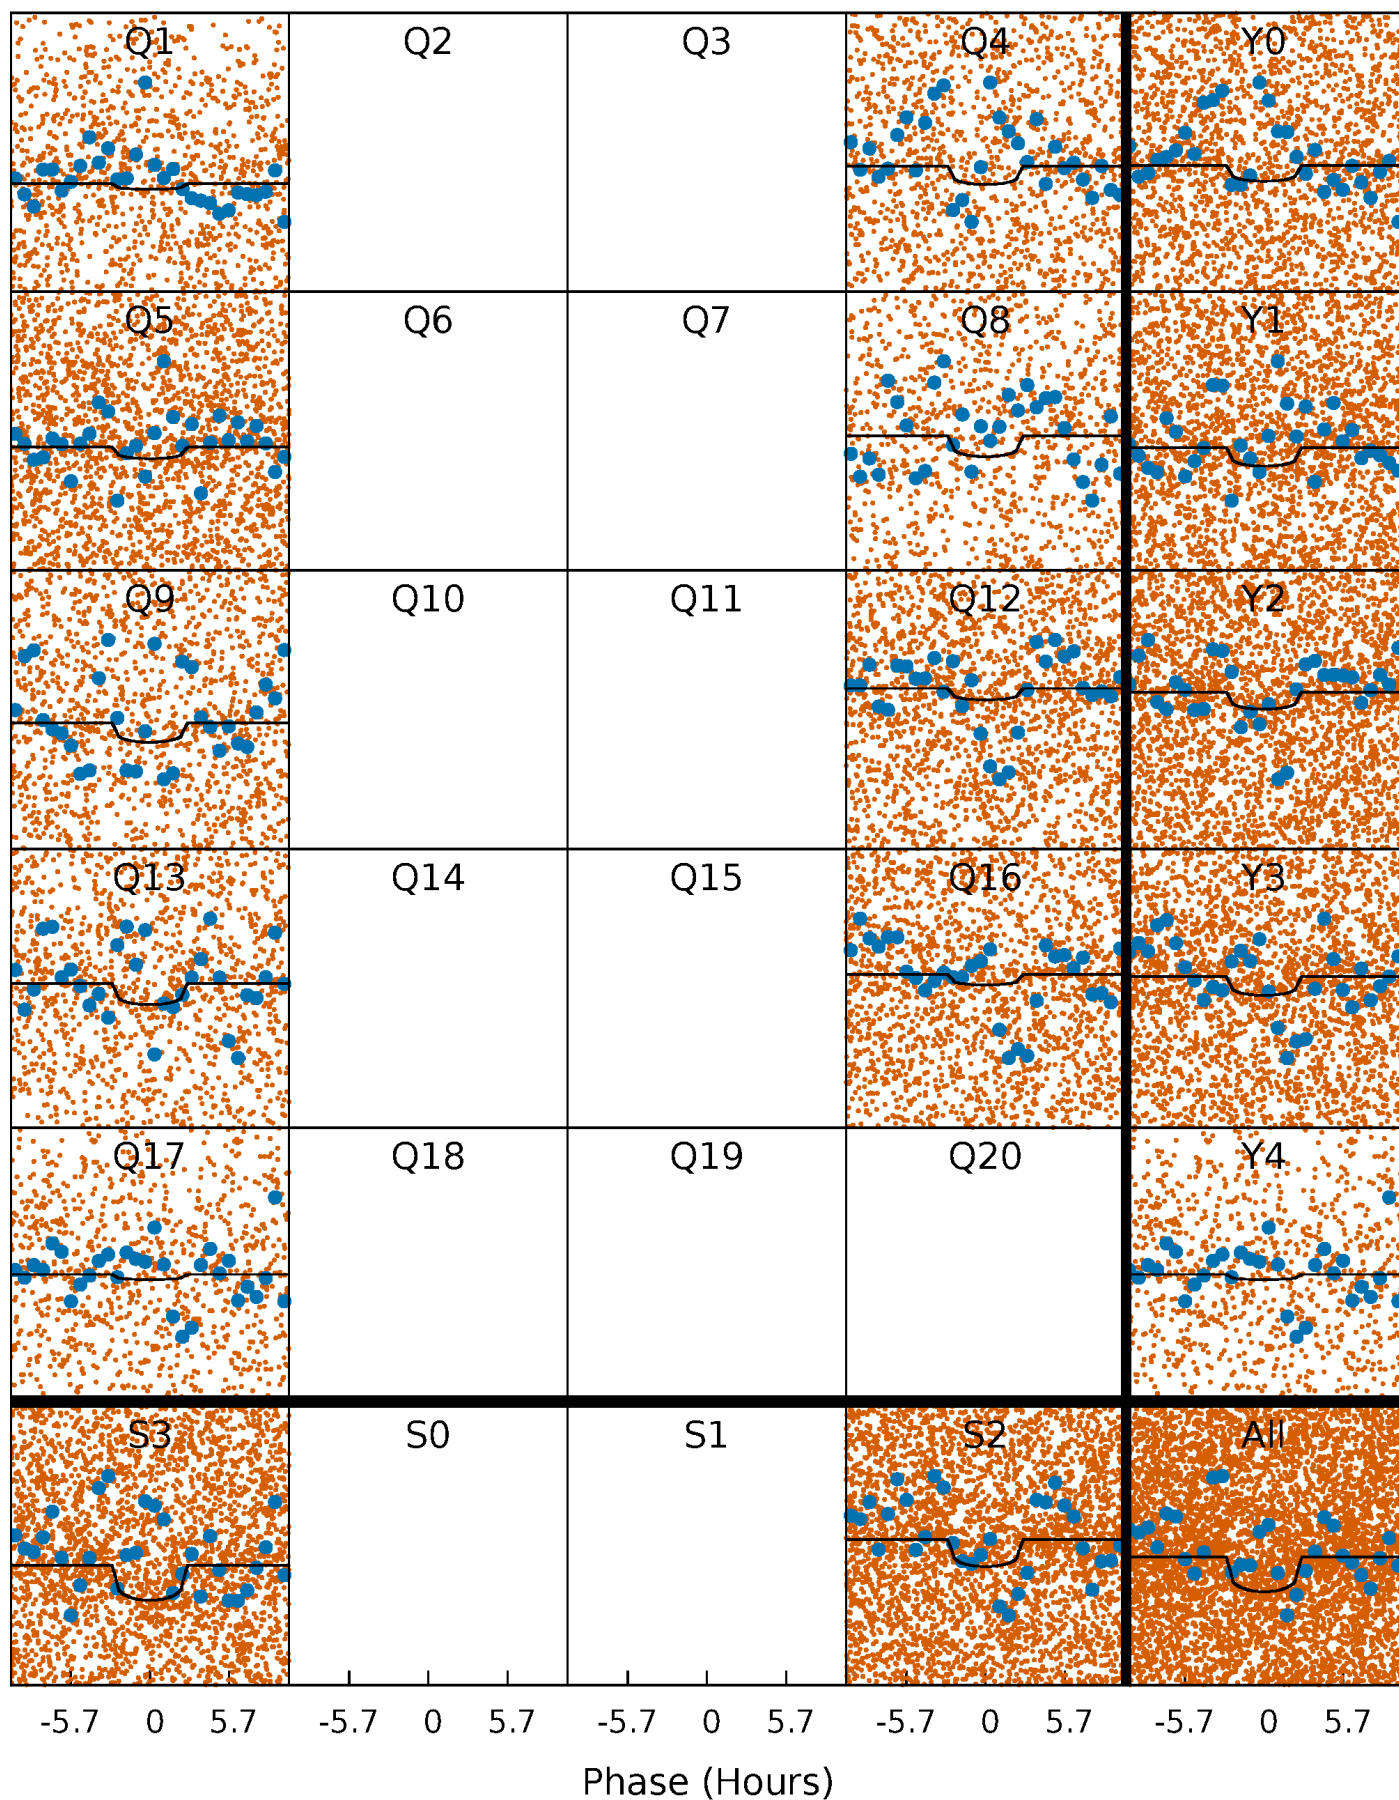 Q1 Q2 Q3 Q4 Y0
Q5 Q6 Q7 Q8 Y1
Q9 Q10 Q11 Q12 Y2
Q13 Q14 Q15 Q16 Y3
Q17 Q18 Q19 Q20 Y4
S3 S0 S1 S2 All
-5.7 0 5.7 -5.7 0 5.7 -5.7 0 5.7 -5.7 0 5.7 -5.7 0 5.7
Phase (Hours)